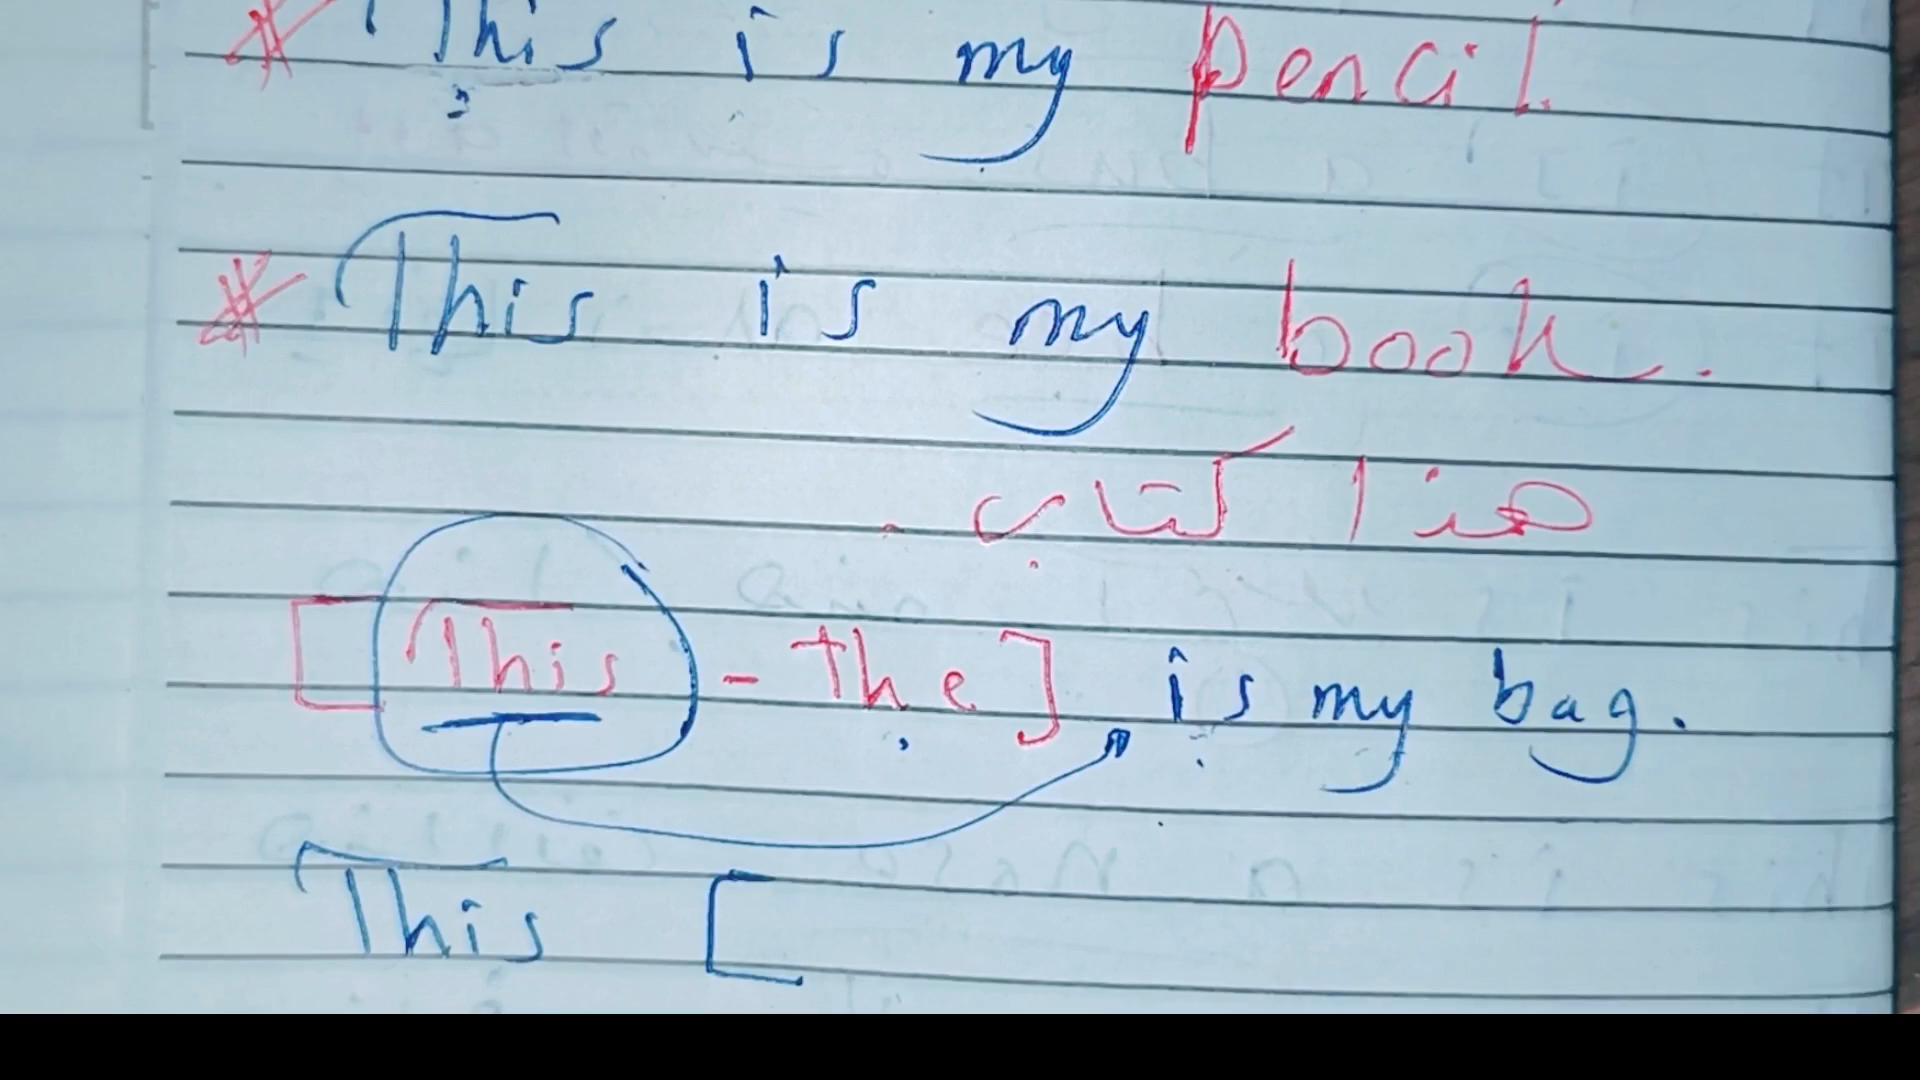 * This is my pencil.
* This is my book.
هذا كتاب.
[This - the] is my bag.
This [